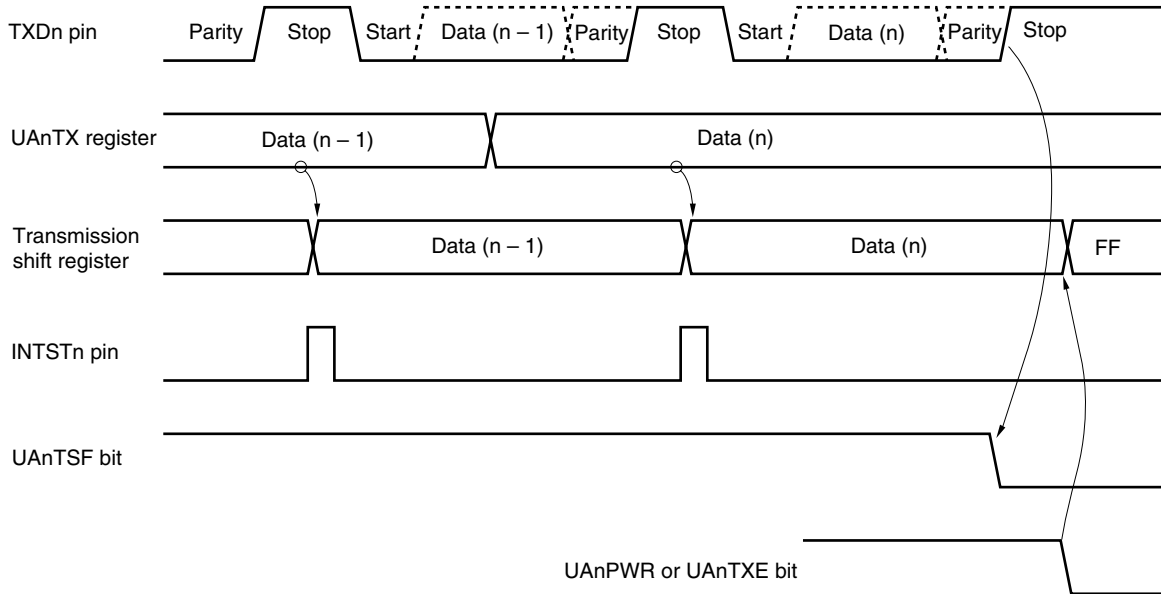 TXDn pin
Parity Stop Start Data (n – 1) Parity Stop Start Data (n) Parity Stop
UAnTX register
Data (n – 1) Data (n)
Transmission
shift register
Data (n – 1) Data (n) FF
INTSTn pin
UAnTSF bit
UAnPWR or UAnTXE bit